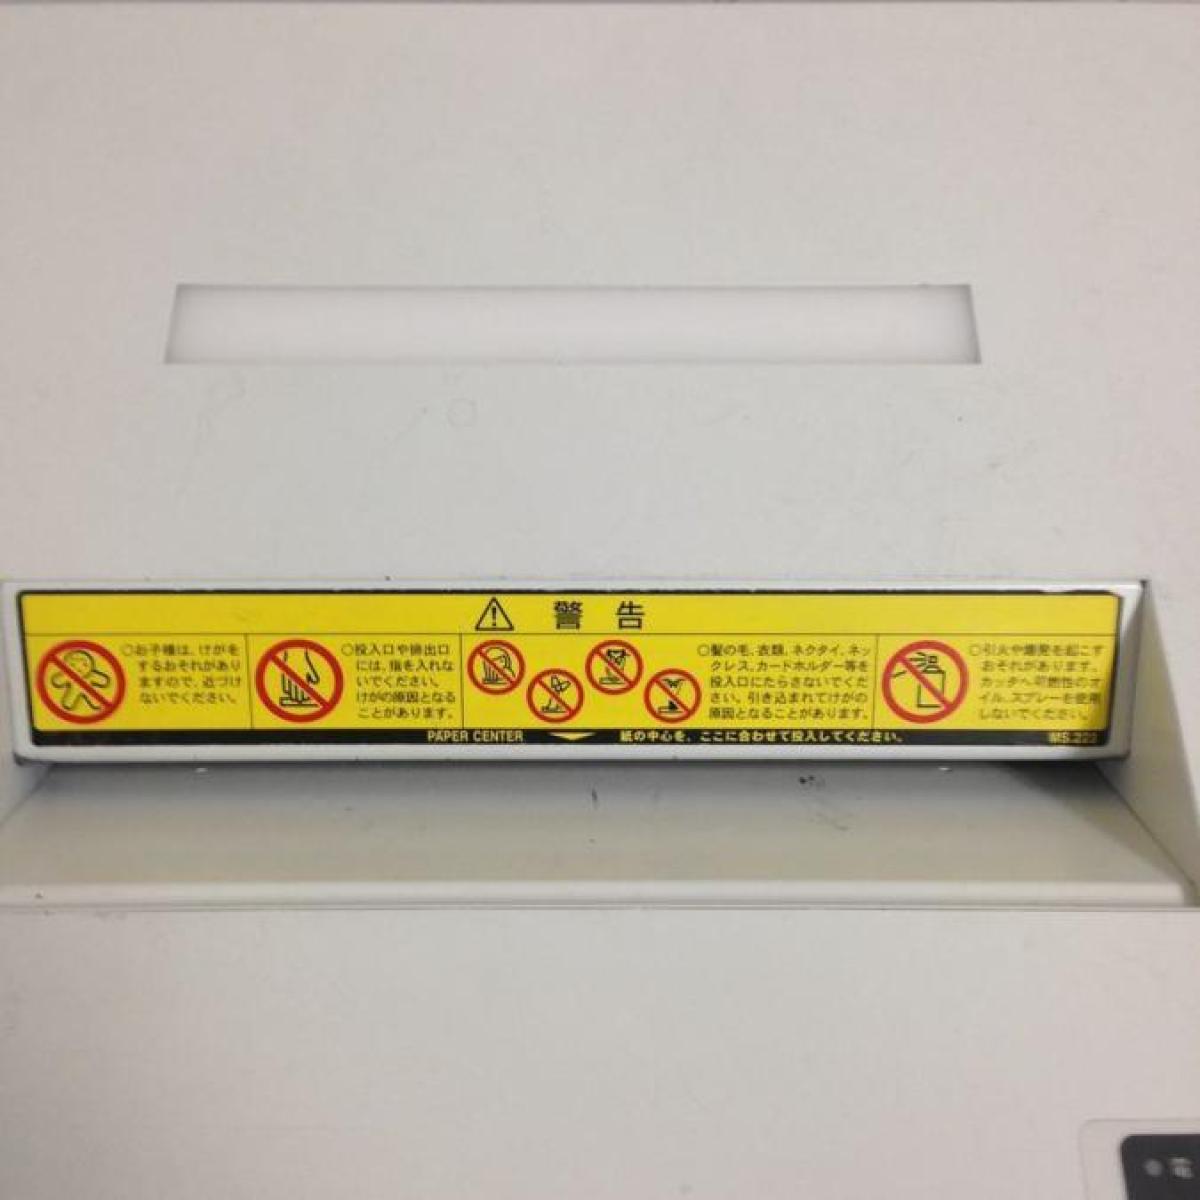 ⚠ 警告
○お子様は、けがを
するおそれがあり
ますので、近づけ
ないでください。
○投入口や排出口
には、指を入れな
いでください。
けがの原因となる
ことがあります。
○髪の毛、衣類、ネクタイ、ネッ
クレス、カードホルダー等を
投入口にたらさないでくだ
さい。引き込まれてけがの
原因となることがあります。
○引火や爆発を起こす
おそれがあります。
カッタへ可燃性のオ
イル、スプレーを使用
しないでください。
PAPER CENTER 紙の中心を、ここに合わせて投入してください。
MS.222